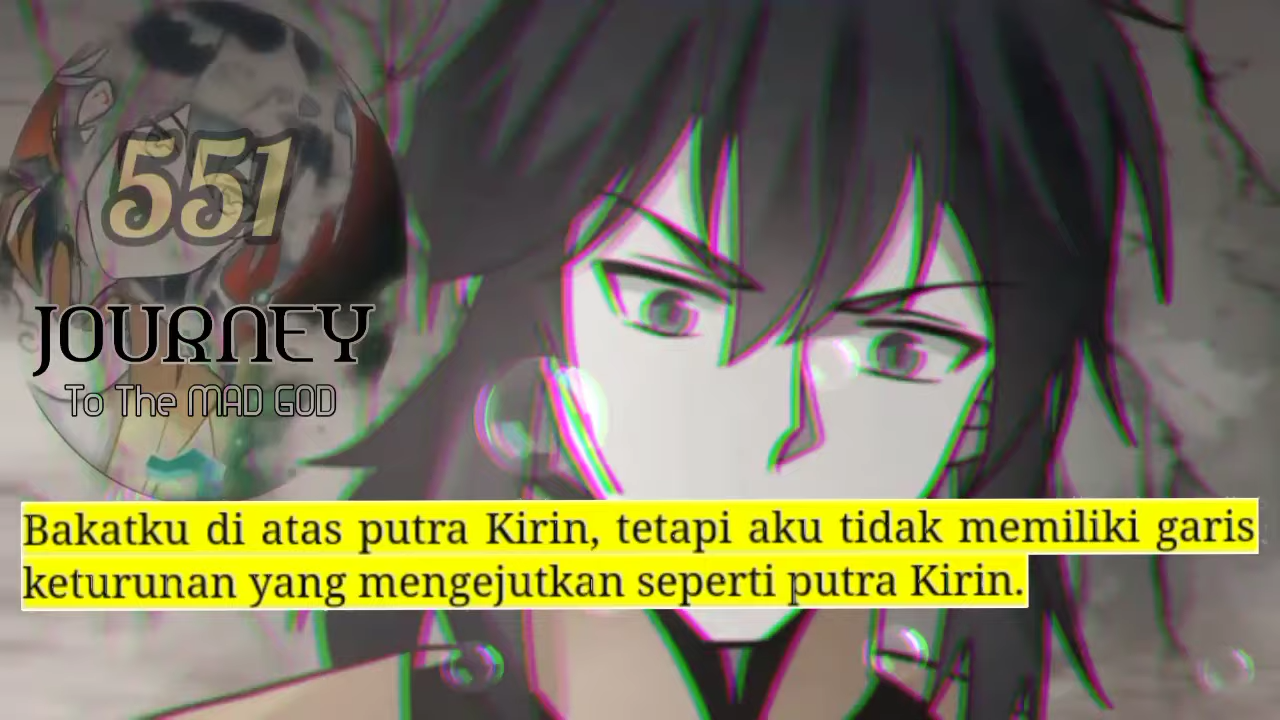 551
JOURNEY
To The MAD GOD
Bakatku di atas putra Kirin, tetapi aku tidak memiliki garis
keturunan yang mengejutkan seperti putra Kirin.